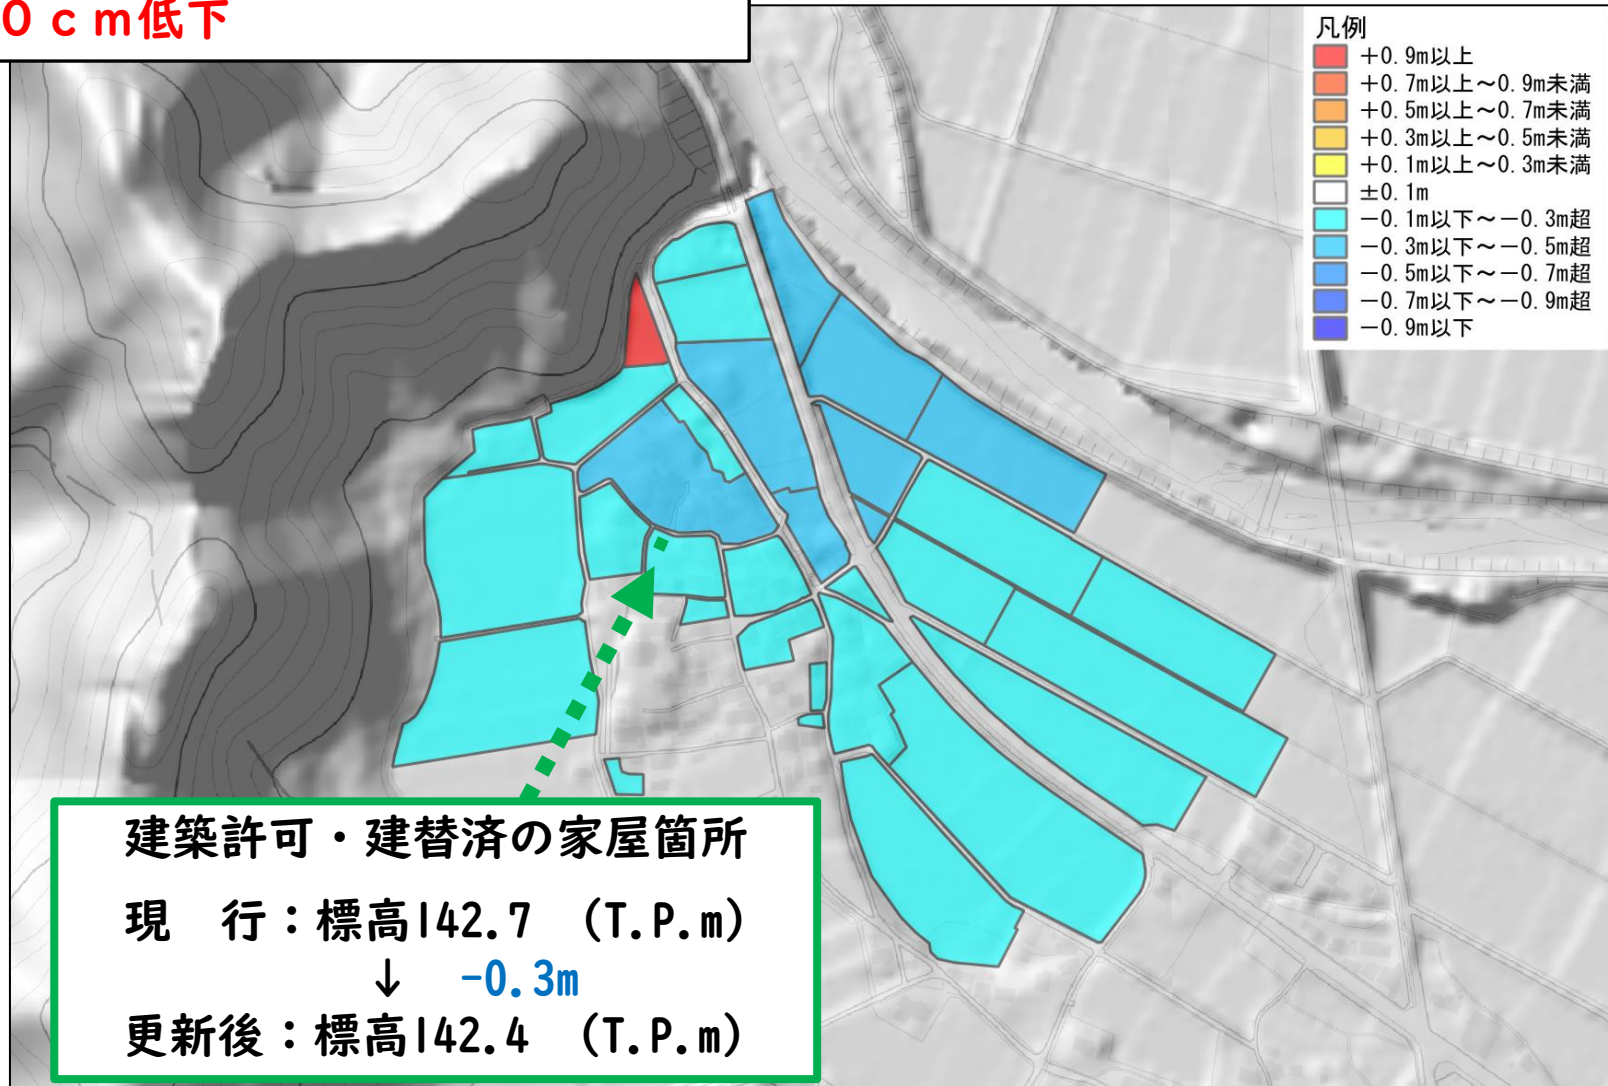 ０ｃｍ低下
凡例
+0.9m以上
+0.7m以上～0.9m未満
+0.5m以上～0.7m未満
+0.3m以上～0.5m未満
+0.1m以上～0.3m未満
±0.1m
－0.1m以下～－0.3m超
－0.3m以下～－0.5m超
－0.5m以下～－0.7m超
－0.7m以下～－0.9m超
－0.9m以下
建築許可・建替済の家屋箇所
現　行：標高142.7　(T.P.m)
↓　-0.3m
更新後：標高142.4　(T.P.m)